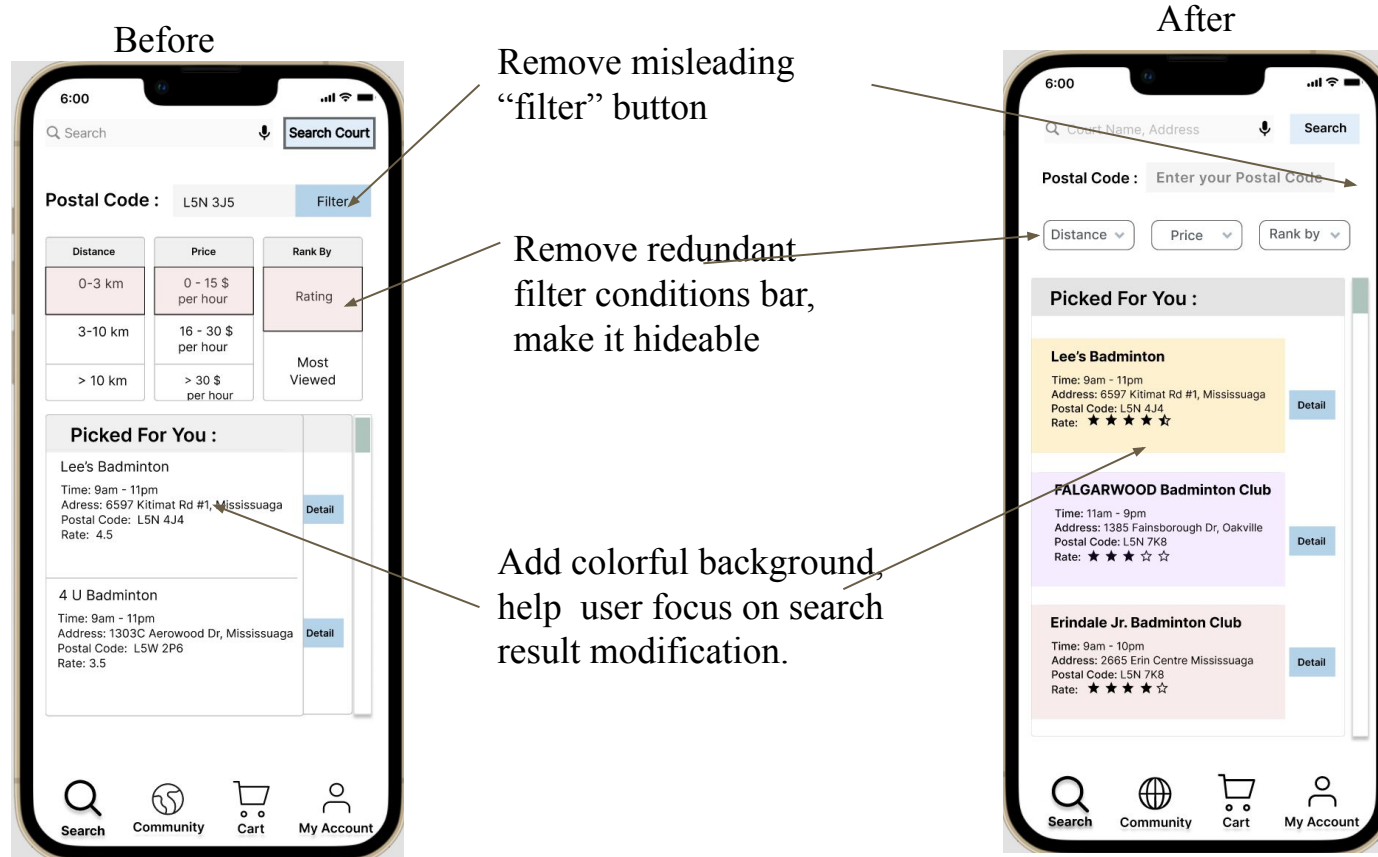 Before
6:00
Search
Search Court
Postal Code :
L5N 3J5
Filter
Distance
Price
Rank By
0-3 km
0 - 15 $
per hour
Rating
3-10 km
16 - 30 $
per hour
Most
Viewed
> 10 km
> 30 $
per hour
Picked For You :
Lee's Badminton
Time: 9am - 11pm
Adress: 6597 Kitimat Rd #1, Mississuaga
Postal Code: L5N 4J4
Rate: 4.5
Detail
4 U Badminton
Time: 9am - 11pm
Address: 1303C Aerowood Dr, Mississuaga
Postal Code: L5W 2P6
Rate: 3.5
Detail
Search
Community
Cart
My Account
Remove misleading
“filter” button
Remove redundant
filter conditions bar,
make it hideable
Add colorful background,
help user focus on search
result modification.
After
6:00
Court Name, Address
Search
Postal Code :
Enter your Postal Code
Distance
Price
Rank by
Picked For You :
Lee's Badminton
Time: 9am - 11pm
Address: 6597 Kitimat Rd #1, Mississuaga
Postal Code: L5N 4J4
Rate:
Detail
FALGARWOOD Badminton Club
Time: 11am - 9pm
Address: 1385 Fainsborough Dr, Oakville
Postal Code: L5N 7K8
Rate:
Detail
Erindale Jr. Badminton Club
Time: 9am - 10pm
Address: 2665 Erin Centre Mississuaga
Postal Code: L5N 7K8
Rate:
Detail
Search
Community
Cart
My Account